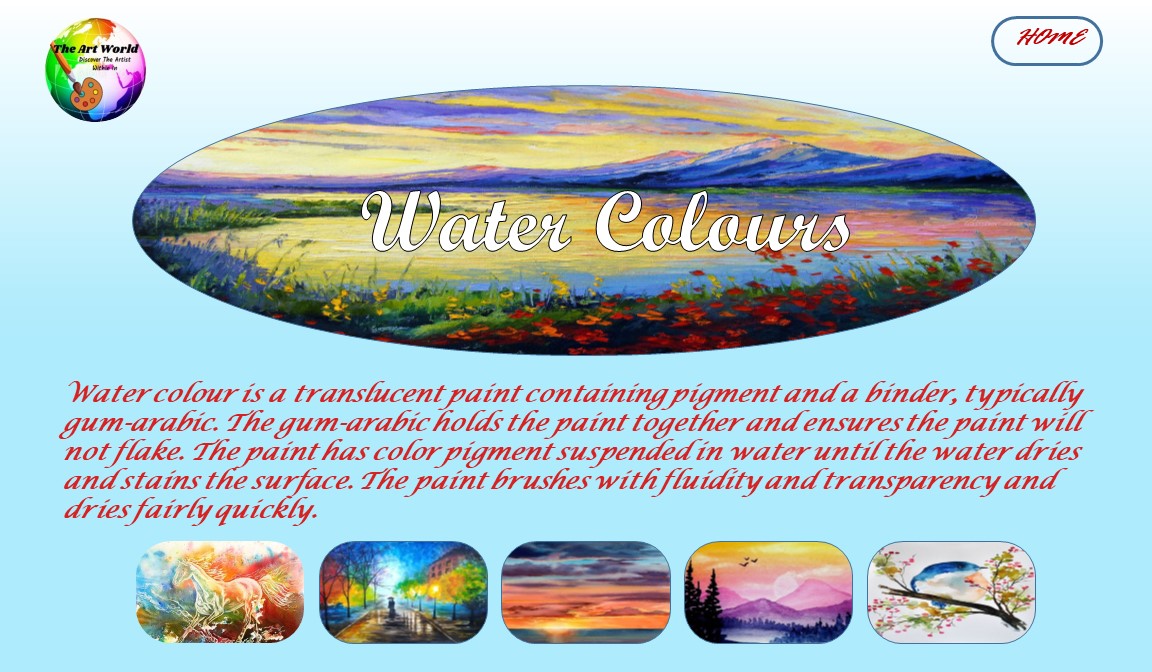 The Art World
Discover The Artist
Within In
HOME
Water Colours
Water colour is a translucent paint containing pigment and a binder, typically
gum-arabic. The gum-arabic holds the paint together and ensures the paint will
not flake. The paint has color pigment suspended in water until the water dries
and stains the surface. The paint brushes with fluidity and transparency and
dries fairly quickly.